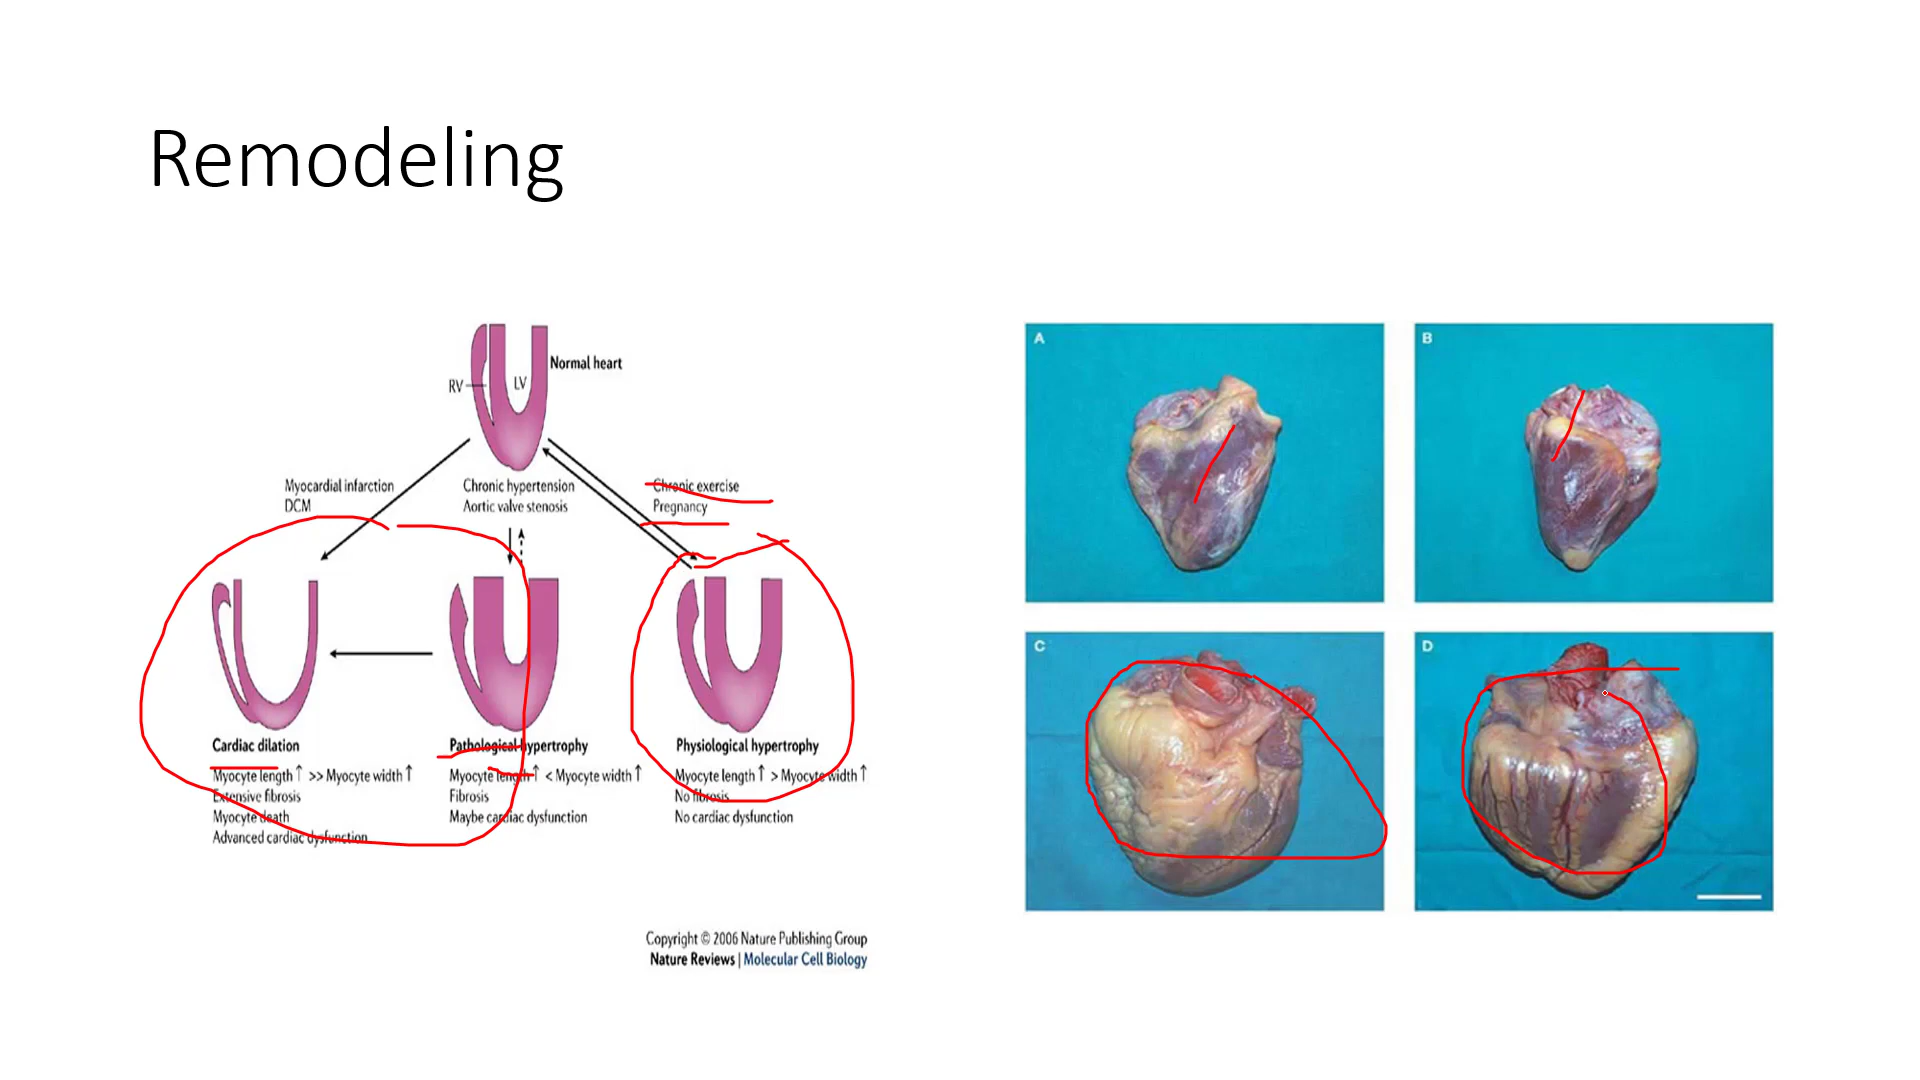 Remodeling
Normal heart
RV
LV
Myocardial infarction
DCM
Chronic hypertension
Aortic valve stenosis
Chronic exercise
Pregnancy
Cardiac dilation
Myocyte length ↑ >> Myocyte width ↑
Extensive fibrosis
Myocyte death
Advanced cardiac dysfunction
Pathological hypertrophy
Myocyte length ↑ < Myocyte width ↑
Fibrosis
Maybe cardiac dysfunction
Physiological hypertrophy
Myocyte length ↑ > Myocyte width ↑
No fibrosis
No cardiac dysfunction
Copyright © 2006 Nature Publishing Group
Nature Reviews | Molecular Cell Biology
A
B
C
D